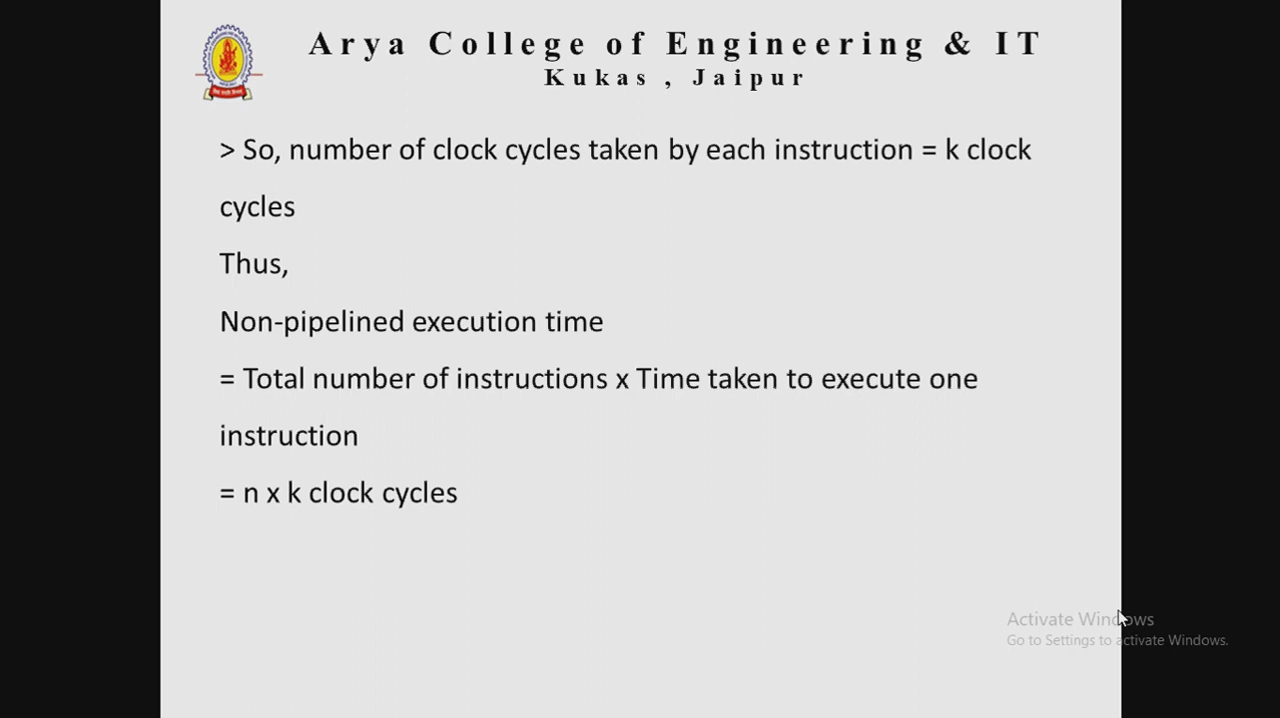 Arya College of Engineering & IT
Kukas , Jaipur
> So, number of clock cycles taken by each instruction = k clock
cycles
Thus,
Non-pipelined execution time
= Total number of instructions x Time taken to execute one
instruction
= n x k clock cycles
Activate Windows
Go to Settings to activate Windows.